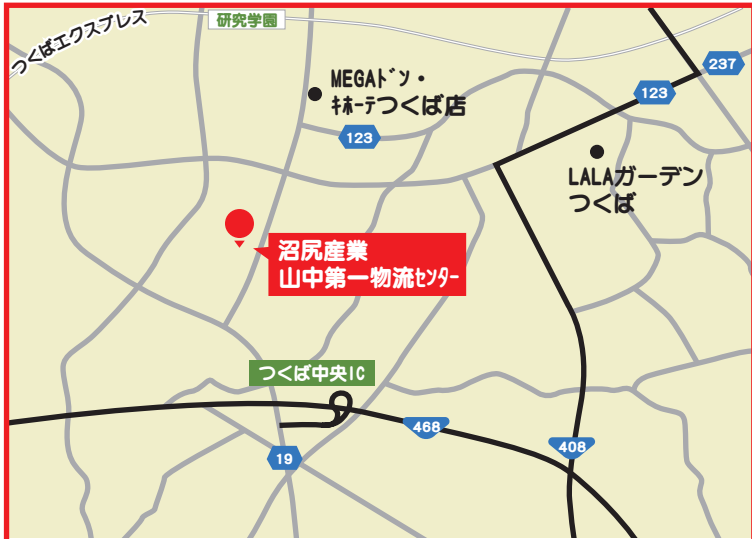 つくばエクスプレス
研究学園
237
MEGAドン・
キホーテつくば店
123
123
LALAガーデン
つくば
沼尻産業
山中第一物流センター
つくば中央IC
468
408
19